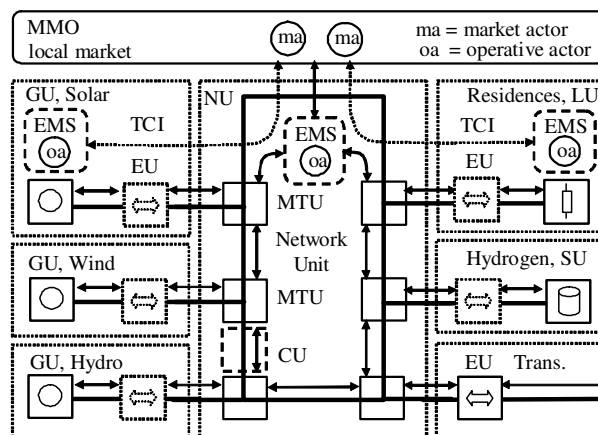 MMO
local market
ma
ma
ma = market actor
oa = operative actor
GU, Solar
NU
Residences, LU
EMS
oa
TCI
EMS
oa
TCI
EMS
oa
EU
EU
MTU
Network
Unit
GU, Wind
MTU
Hydrogen, SU
CU
GU, Hydro
EU
Trans.